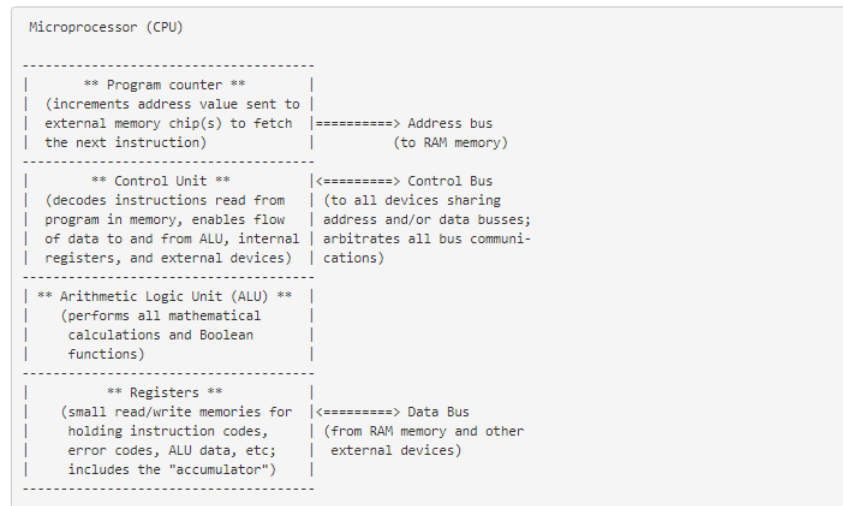 Microprocessor (CPU)
-------------------------------------
|       ** Program counter **        |
|  (increments address value sent to |
|  external memory chip(s) to fetch  |==========> Address bus
|  the next instruction)             |          (to RAM memory)
-------------------------------------
|        ** Control Unit **          |<=========> Control Bus
|  (decodes instructions read from   | (to all devices sharing
|  program in memory, enables flow   | address and/or data busses;
|  of data to and from ALU, internal | arbitrates all bus communi-
|  registers, and external devices)  | cations)
-------------------------------------
| ** Arithmetic Logic Unit (ALU) **  |
|    (performs all mathematical      |
|     calculations and Boolean       |
|     functions)                     |
-------------------------------------
|          ** Registers **           |
|    (small read/write memories for  |<=========> Data Bus
|     holding instruction codes,     | (from RAM memory and other
|     error codes, ALU data, etc;    |  external devices)
|     includes the "accumulator")    |
-------------------------------------